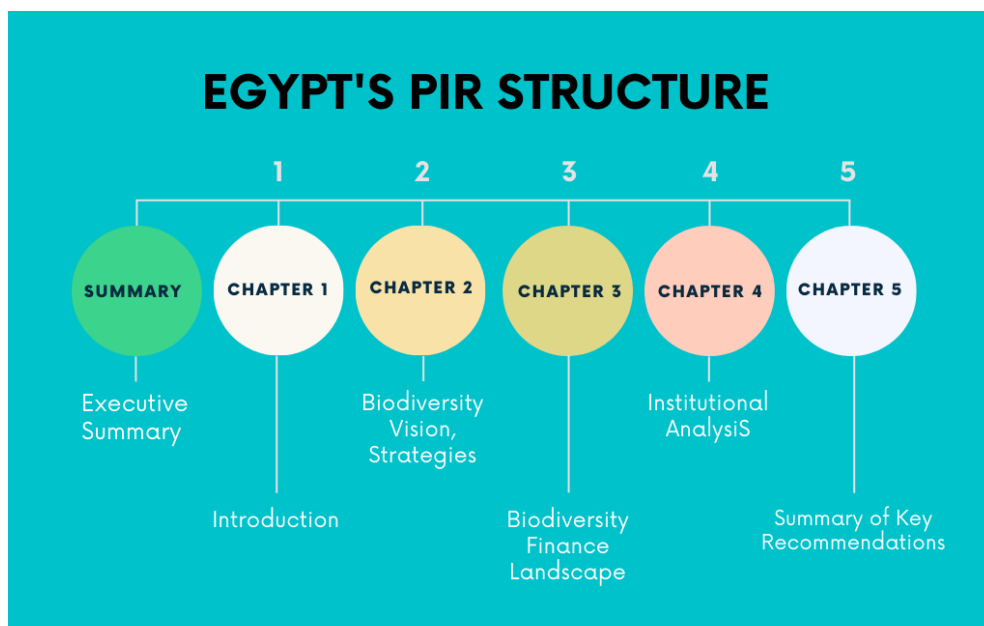 EGYPT'S PIR STRUCTURE
1
2
3
4
5
SUMMARY
CHAPTER 1
CHAPTER 2
CHAPTER 3
CHAPTER 4
CHAPTER 5
Executive
Summary
Introduction
Biodiversity
Vision,
Strategies
Biodiversity
Finance
Landscape
Institutional
AnalysiS
Summary of Key
Recommendations